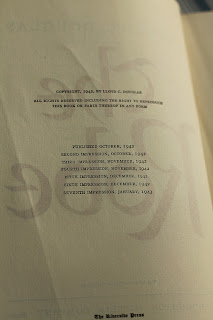 COPYRIGHT, 1942, BY LLOYD C. DOUGLAS
ALL RIGHTS RESERVED INCLUDING THE RIGHT TO REPRODUCE
THIS BOOK OR PARTS THEREOF IN ANY FORM
PUBLISHED OCTOBER, 1942
SECOND IMPRESSION, OCTOBER, 1942
THIRD IMPRESSION, NOVEMBER, 1942
FOURTH IMPRESSION, NOVEMBER, 1942
FIFTH IMPRESSION, DECEMBER, 1942
SIXTH IMPRESSION, DECEMBER, 1942
SEVENTH IMPRESSION, JANUARY, 1943
The Riverside Press